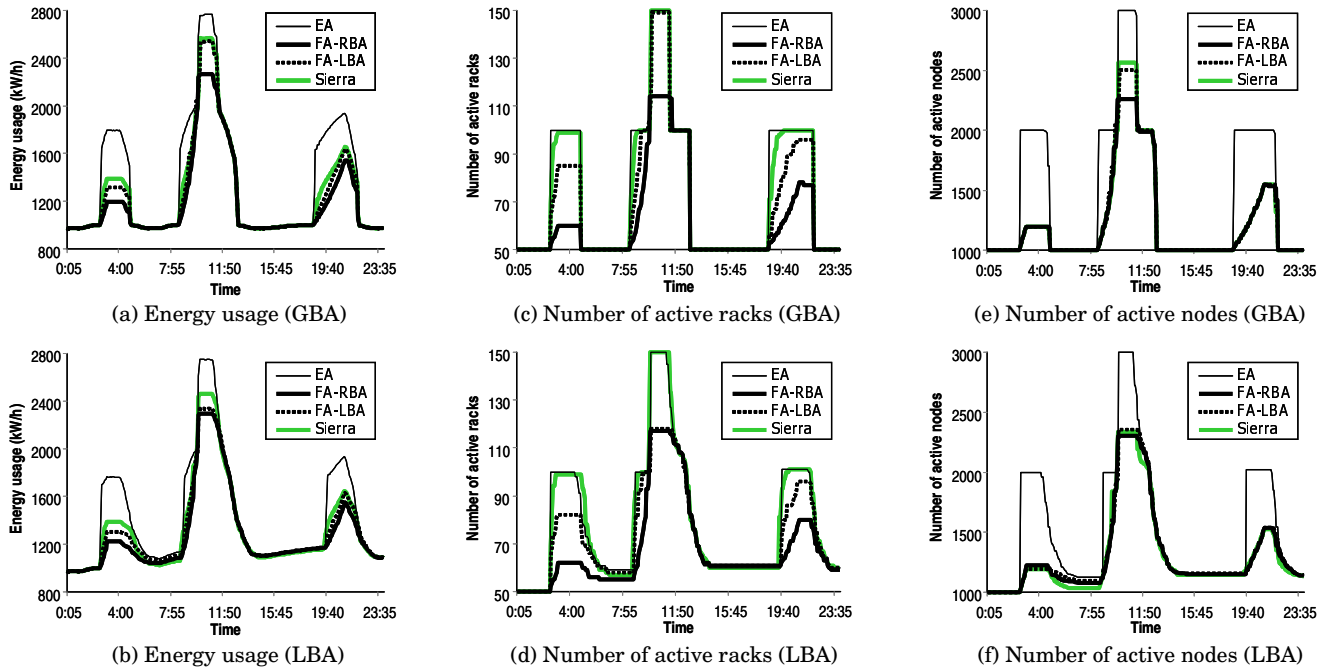 Energy usage (kW/h)
2800
2400
2000
1600
1200
800
EA
FA-RBA
FA-LBA
Sierra
0:05 4:00 7:55 11:50 15:45 19:40 23:35
Time
(a) Energy usage (GBA)
Number of active racks
150
130
110
90
70
50
EA
FA-RBA
FA-LBA
Sierra
0:05 4:00 7:55 11:50 15:45 19:40 23:35
Time
(c) Number of active racks (GBA)
Number of active nodes
3000
2500
2000
1500
1000
EA
FA-RBA
FA-LBA
Sierra
0:05 4:00 7:55 11:50 15:45 19:40 23:35
Time
(e) Number of active nodes (GBA)
Energy usage (kW/h)
2800
2400
2000
1600
1200
800
EA
FA-RBA
FA-LBA
Sierra
0:05 4:00 7:55 11:50 15:45 19:40 23:35
Time
(b) Energy usage (LBA)
Number of active racks
150
130
110
90
70
50
EA
FA-RBA
FA-LBA
Sierra
0:05 4:00 7:55 11:50 15:45 19:40 23:35
Time
(d) Number of active racks (LBA)
Number of active nodes
3000
2500
2000
1500
1000
EA
FA-RBA
FA-LBA
Sierra
0:05 4:00 7:55 11:50 15:45 19:40 23:35
Time
(f) Number of active nodes (LBA)